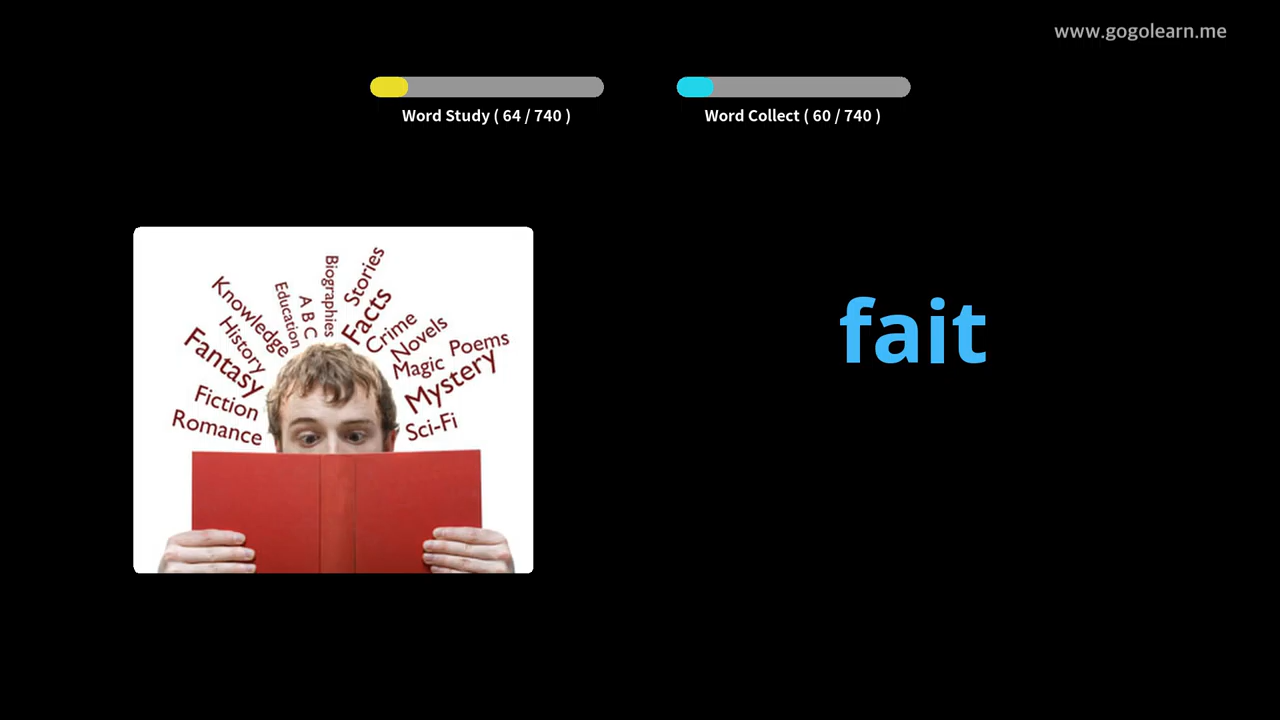 www.gogolearn.me
Word Study ( 64 / 740 )
Word Collect ( 60 / 740 )
Stories
Biographies
Facts
A B C
Education
Knowledge
Crime
Novels
History
Poems
Magic
Fantasy
Mystery
Fiction
Sci-Fi
Romance
fait